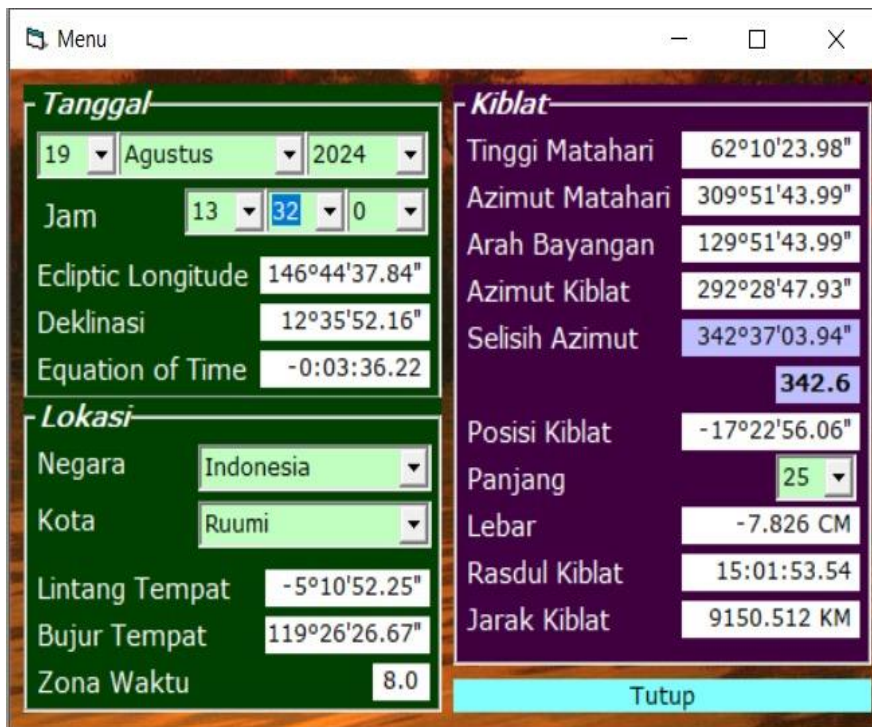 Menu
Tanggal
19 Agustus 2024
Jam 13 32 0
Ecliptic Longitude 146°44'37.84"
Deklinasi 12°35'52.16"
Equation of Time -0:03:36.22
Lokasi
Negara Indonesia
Kota Ruumi
Lintang Tempat -5°10'52.25"
Bujur Tempat 119°26'26.67"
Zona Waktu 8.0
Kiblat
Tinggi Matahari 62°10'23.98"
Azimut Matahari 309°51'43.99"
Arah Bayangan 129°51'43.99"
Azimut Kiblat 292°28'47.93"
Selisih Azimut 342°37'03.94"
342.6
Posisi Kiblat -17°22'56.06"
Panjang 25
Lebar -7.826 CM
Rasdul Kiblat 15:01:53.54
Jarak Kiblat 9150.512 KM
Tutup